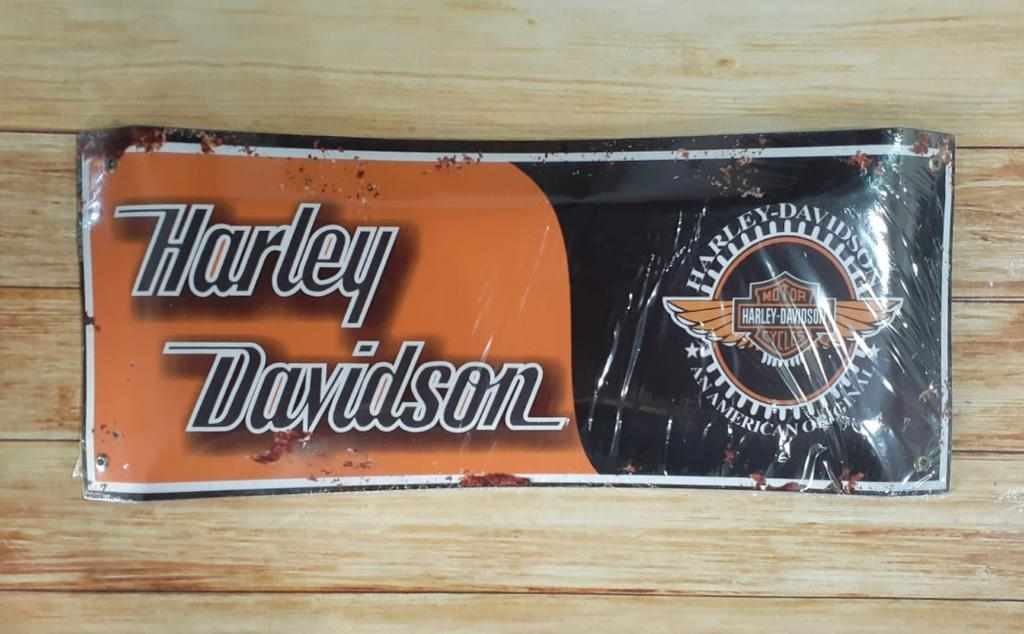 Harley
Davidson
HARLEY-DAVIDSON
MOTOR
HARLEY-DAVIDSON
CYCLES
AN AMERICAN ORIGINAL